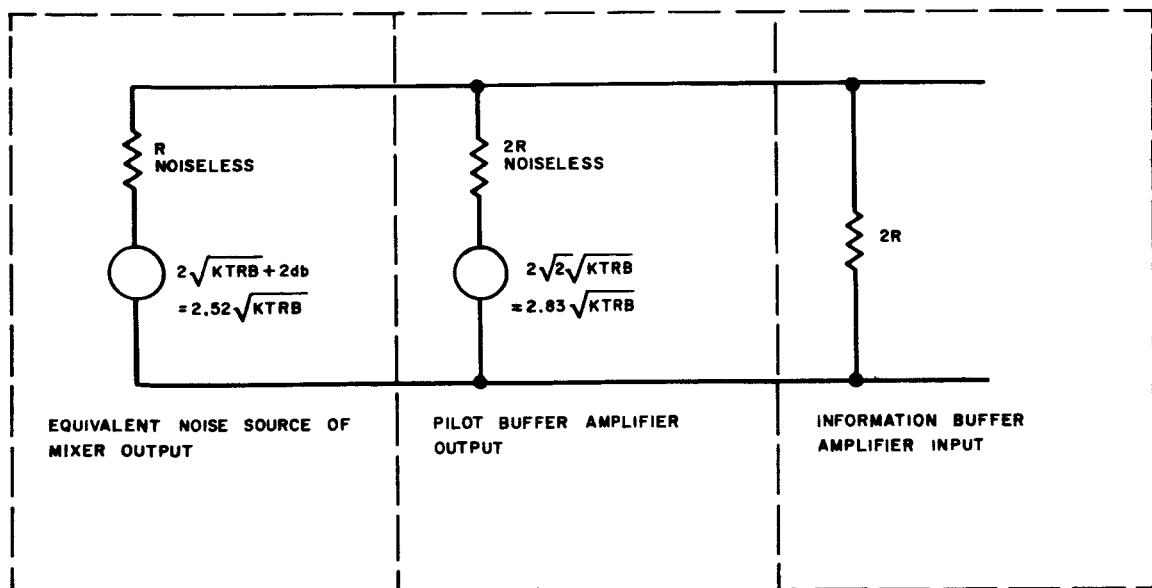 R
NOISELESS
2√KTRB + 2db
= 2.52√KTRB
2R
NOISELESS
2√2√KTRB
= 2.83√KTRB
2R
EQUIVALENT NOISE SOURCE OF
MIXER OUTPUT
PILOT BUFFER AMPLIFIER
OUTPUT
INFORMATION BUFFER
AMPLIFIER INPUT